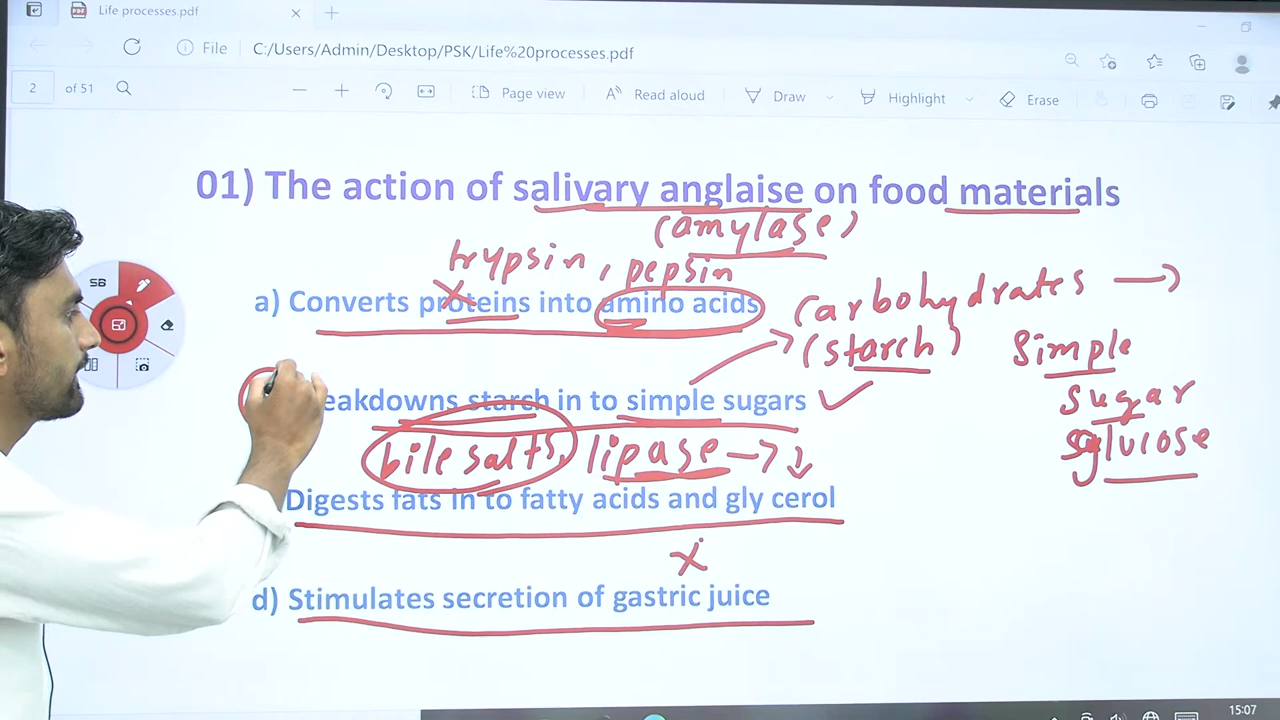 Life processes.pdf
File C:/Users/Admin/Desktop/PSK/Life%20processes.pdf
2 of 51 Page view Read aloud Draw Highlight Erase
01) The action of salivary anglaise on food materials
(amylase)
trypsin, pepsin
a) Converts proteins into amino acids
carbohydrates →
(starch)
simple
sugar
glucose
SB
eakdowns starch in to simple sugars ✓
bile salts, lipase → ↓
Digests fats in to fatty acids and gly cerol
x
d) Stimulates secretion of gastric juice
15:07